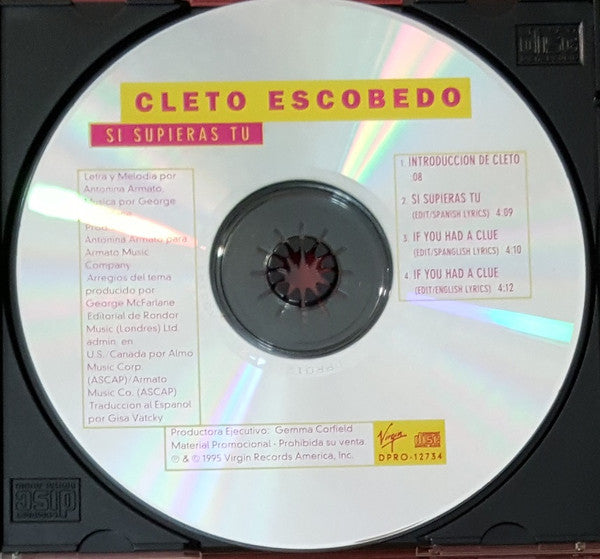 CLETO ESCOBEDO
SI SUPIERAS TU
Letra y Melodia por
Antonina Armato,
Musica por George
Prod
Antonina Armato para
Armato Music
Company
Arregios del tema
producido por
George McFarlane
Editorial de Rondor
Music (Londres) Ltd.
admin. en
U.S./Canada por Almo
Music Corp.
(ASCAP)/Armato
Music Co. (ASCAP)
Traduccion al Espanol
por Gisa Vatcky
1. INTRODUCCION DE CLETO
:08
2. SI SUPIERAS TU
(EDIT/SPANISH LYRICS) 4:09
3. IF YOU HAD A CLUE
(EDIT/SPANGLISH LYRICS) 4:10
4. IF YOU HAD A CLUE
(EDIT/ENGLISH LYRICS) 4:12
Productora Ejecutivo: Gemma Corfield
Material Promocional - Prohibida su venta.
℗ & © 1995 Virgin Records America, Inc.
Virgin
disc
DPRO-12734
disc
disc